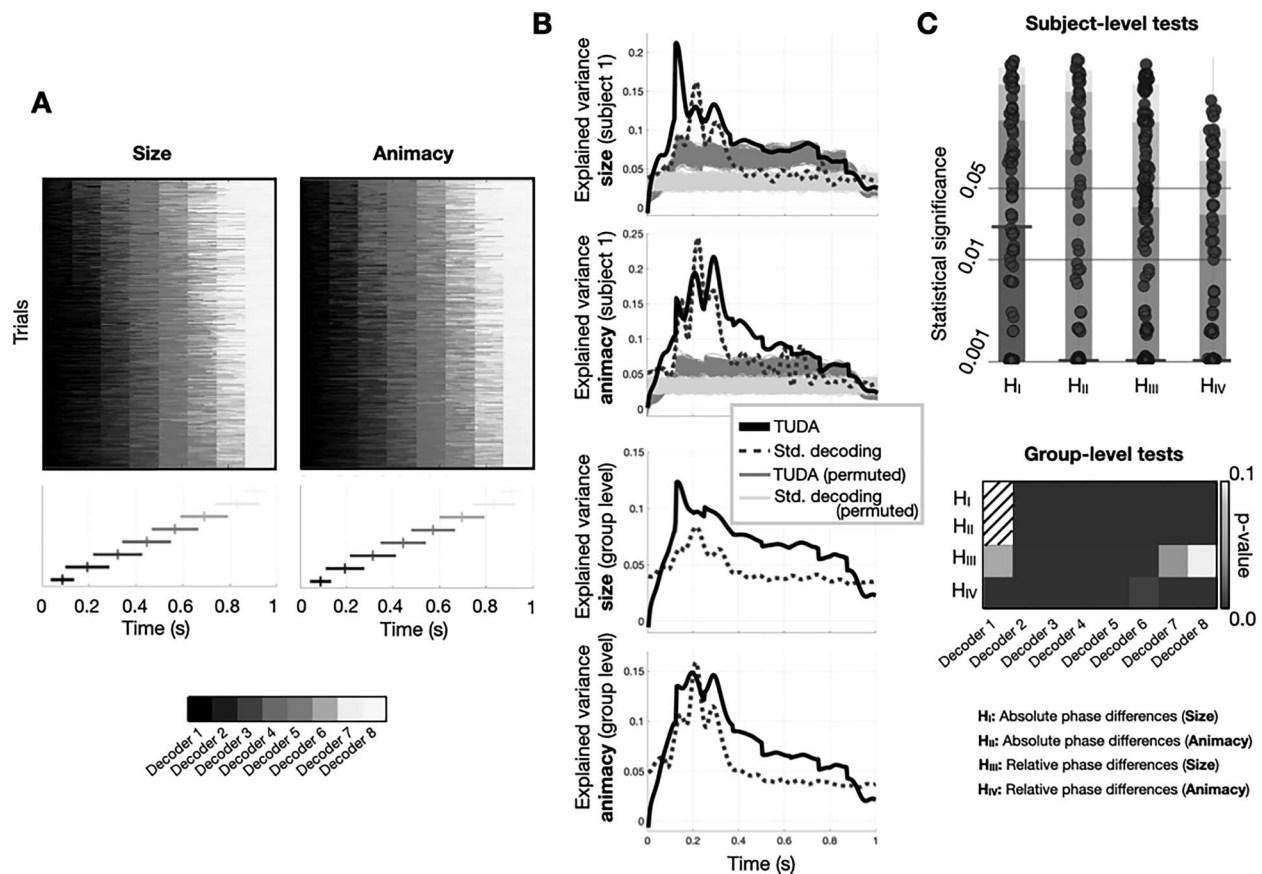 A
Size
Animacy
Trials
0 0.2 0.4 0.6 0.8 1
Time (s)
0 0.2 0.4 0.6 0.8 1
Time (s)
Decoder 1
Decoder 2
Decoder 3
Decoder 4
Decoder 5
Decoder 6
Decoder 7
Decoder 8
B
Explained variance
size (subject 1)
0.2
0.15
0.1
0.05
0
Explained variance
animacy (subject 1)
0.25
0.2
0.15
0.1
0.05
0
TUDA
Std. decoding
TUDA (permuted)
Std. decoding
(permuted)
Explained variance
size (group level)
0.15
0.1
0.05
0
Explained variance
animacy (group level)
0.15
0.1
0.05
0
0 0.2 0.4 0.6 0.8 1
Time (s)
C
Subject-level tests
Statistical significance
0.05
0.01
0.001
HI HII HIII HIV
Group-level tests
HI
HII
HIII
HIV
0.1
p-value
0.0
Decoder 1
Decoder 2
Decoder 3
Decoder 4
Decoder 5
Decoder 6
Decoder 7
Decoder 8
HI: Absolute phase differences (Size)
HII: Absolute phase differences (Animacy)
HIII: Relative phase differences (Size)
HIV: Relative phase differences (Animacy)